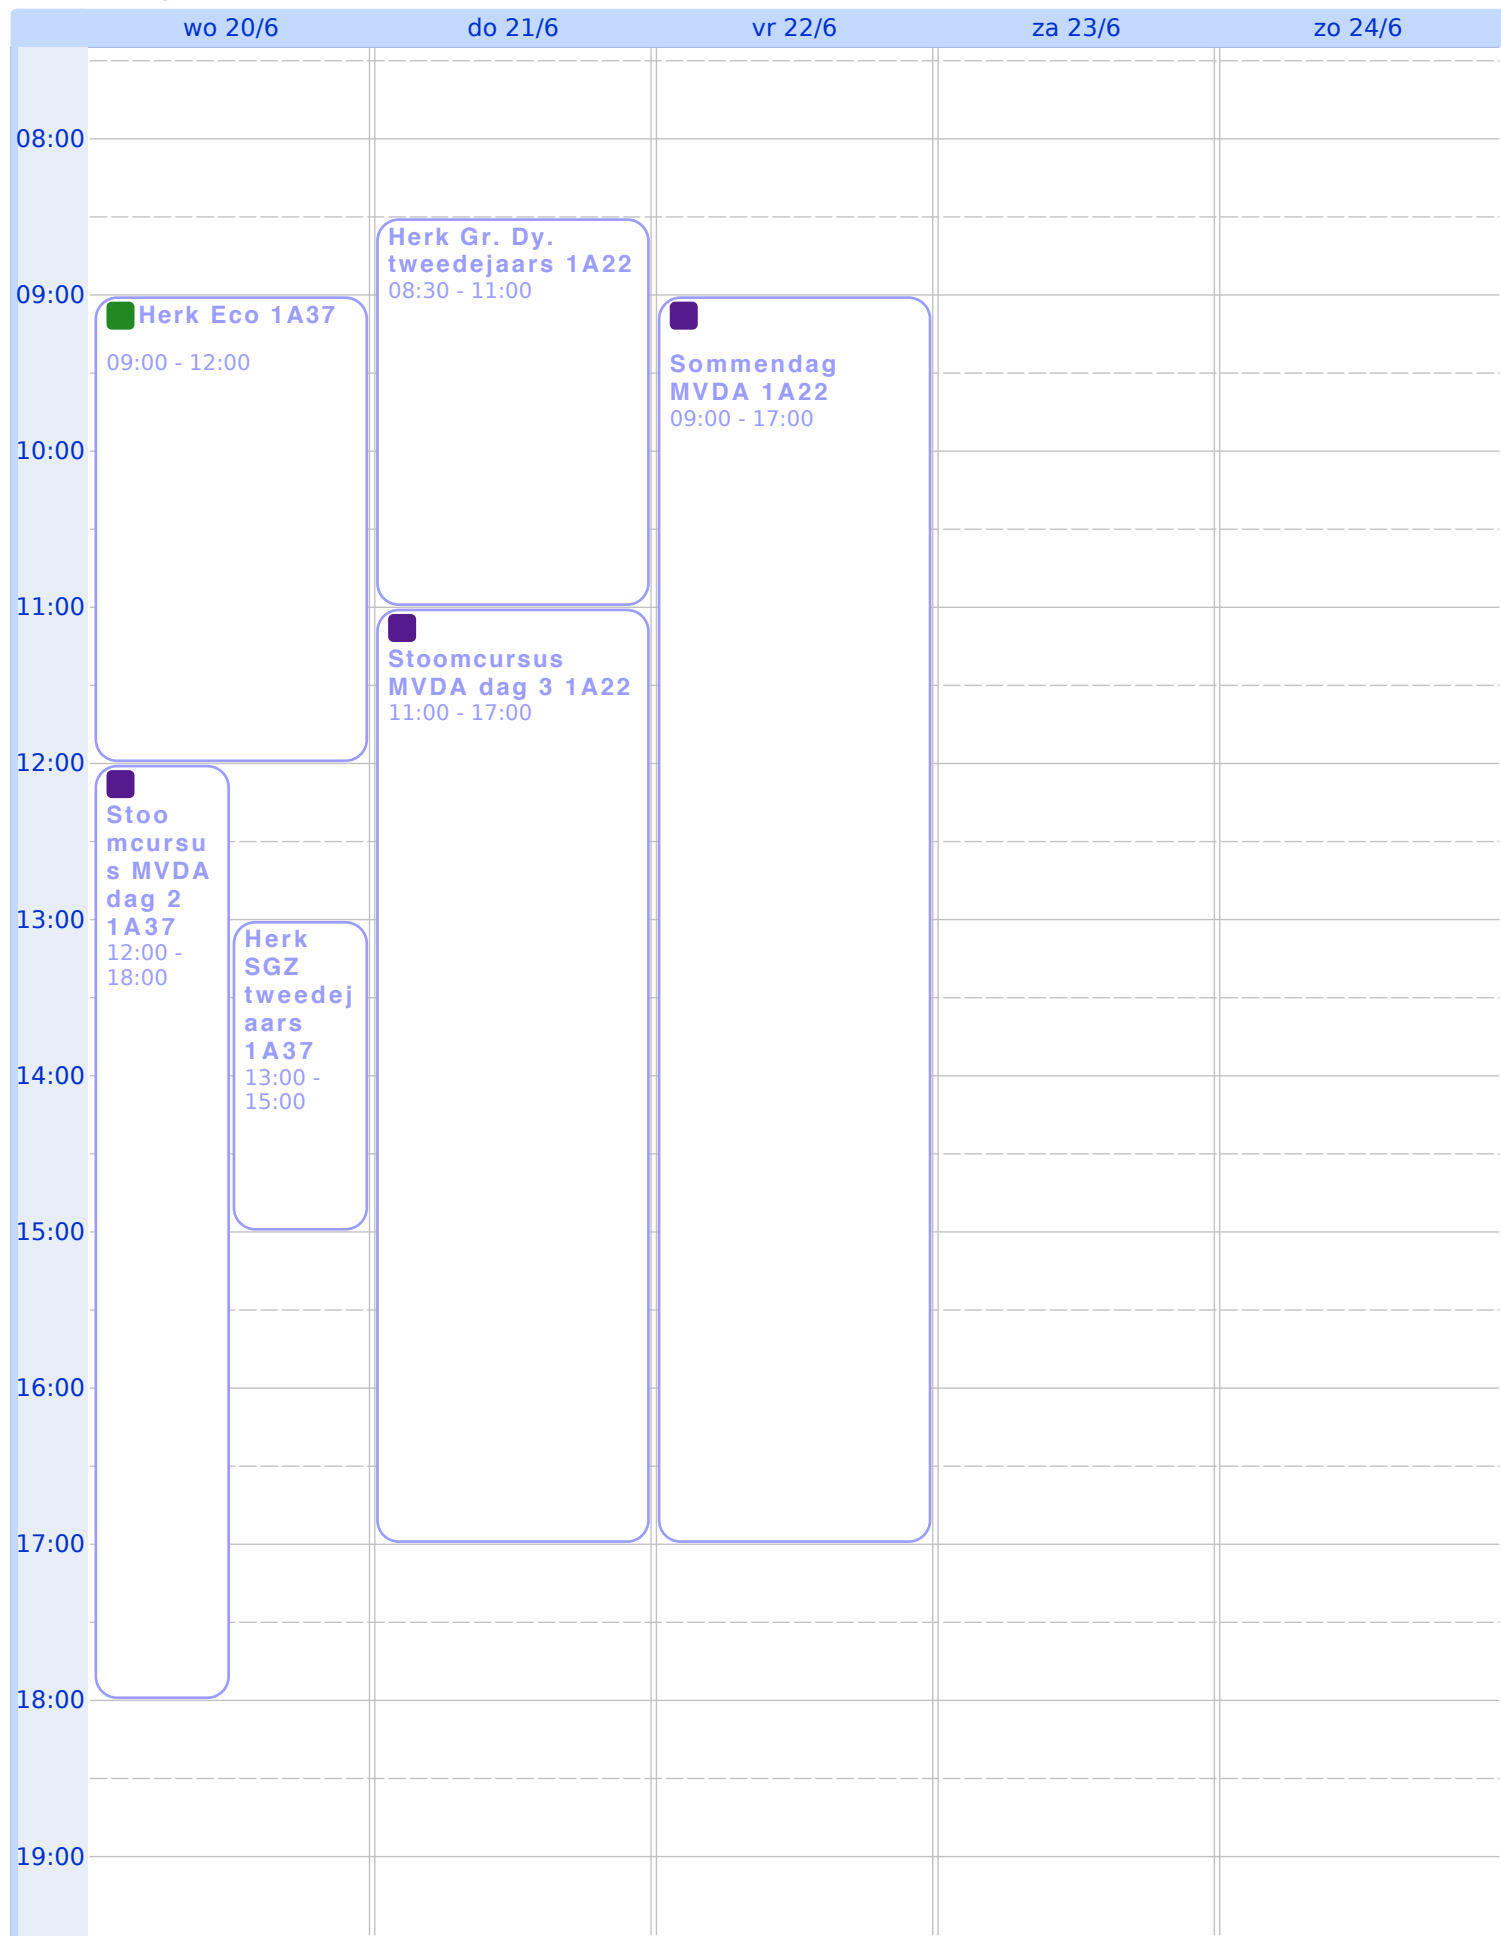 wo 20/6
do 21/6
vr 22/6
za 23/6
zo 24/6
08:00
09:00
10:00
11:00
12:00
13:00
14:00
15:00
16:00
17:00
18:00
19:00
Herk Eco 1A37
09:00 - 12:00
Stoo
mcursu
s MVDA
dag 2
1A37
12:00 -
18:00
Herk
SGZ
tweedej
aars
1A37
13:00 -
15:00
Herk Gr. Dy.
tweedejaars 1A22
08:30 - 11:00
Stoomcursus
MVDA dag 3 1A22
11:00 - 17:00
Sommendag
MVDA 1A22
09:00 - 17:00